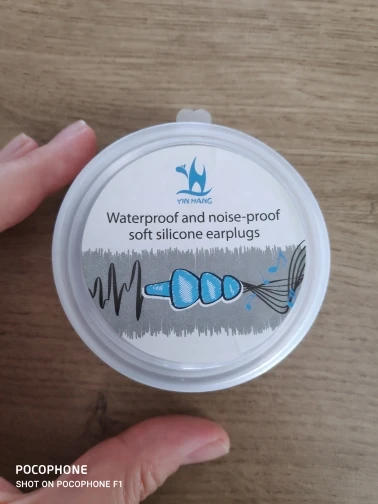 YIN HANG
Waterproof and noise-proof
soft silicone earplugs
POCOPHONE
SHOT ON POCOPHONE F1